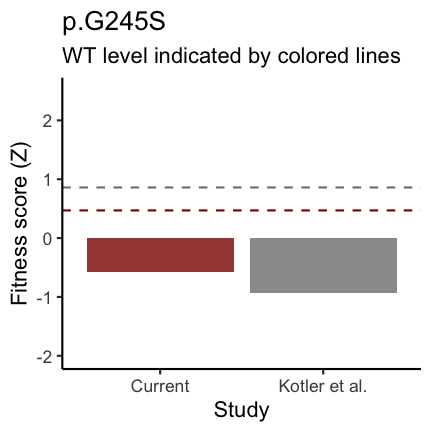 p.G245S
WT level indicated by colored lines
Fitness score (Z)
2
1
0
-1
-2
Current
Kotler et al.
Study